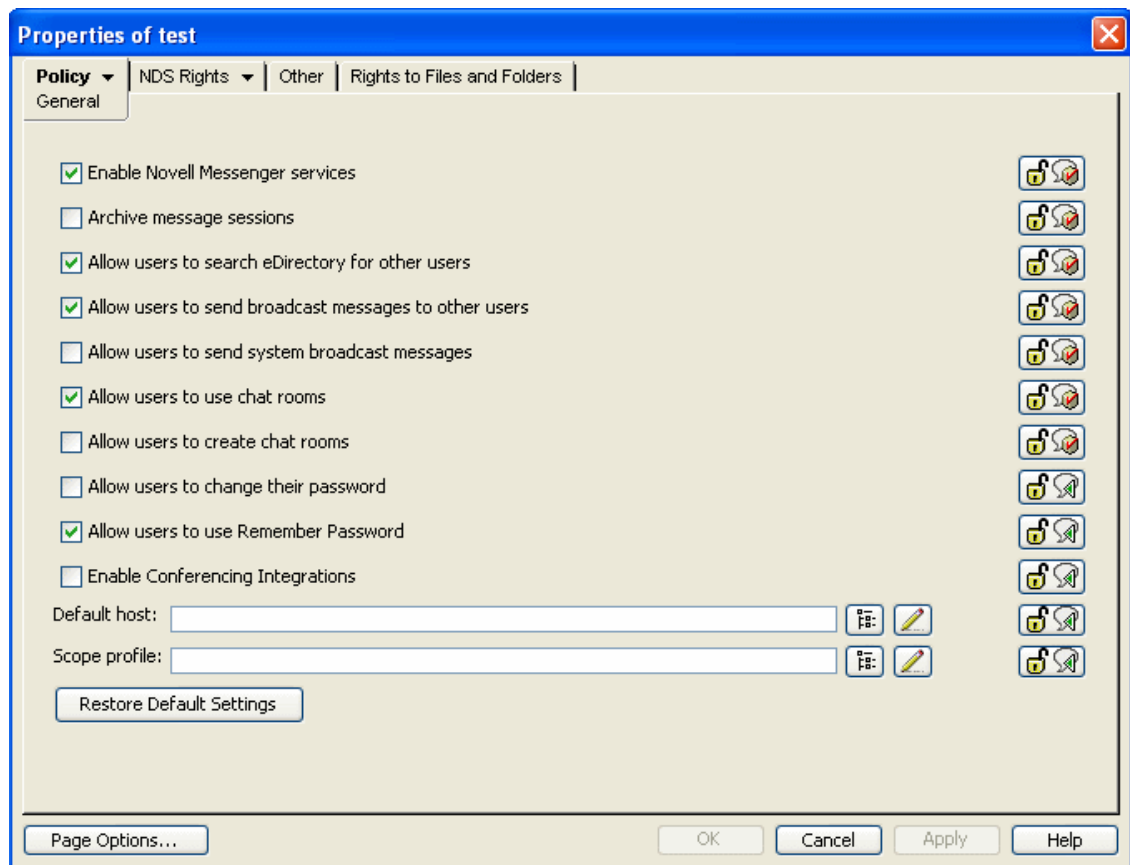 Properties of test
Policy NDS Rights Other Rights to Files and Folders
General
Enable Novell Messenger services
Archive message sessions
Allow users to search eDirectory for other users
Allow users to send broadcast messages to other users
Allow users to send system broadcast messages
Allow users to use chat rooms
Allow users to create chat rooms
Allow users to change their password
Allow users to use Remember Password
Enable Conferencing Integrations
Default host:
Scope profile:
Restore Default Settings
Page Options... OK Cancel Apply Help